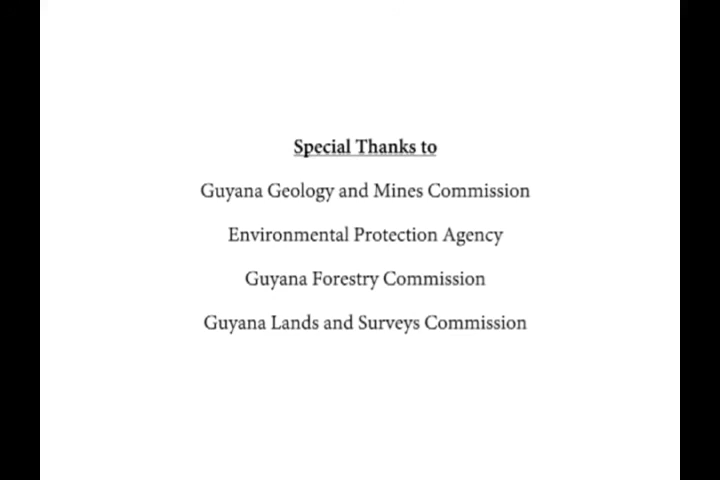 Special Thanks to
Guyana Geology and Mines Commission
Environmental Protection Agency
Guyana Forestry Commission
Guyana Lands and Surveys Commission